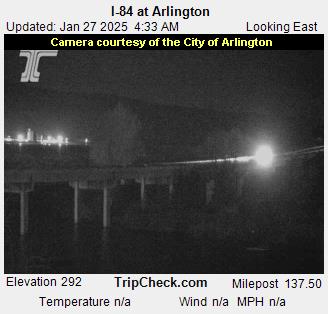 I-84 at Arlington
Updated: Jan 27 2025 4:33 AM Looking East
Camera courtesy of the City of Arlington
Elevation 292 TripCheck.com Milepost 137.50
Temperature n/a Wind n/a MPH n/a